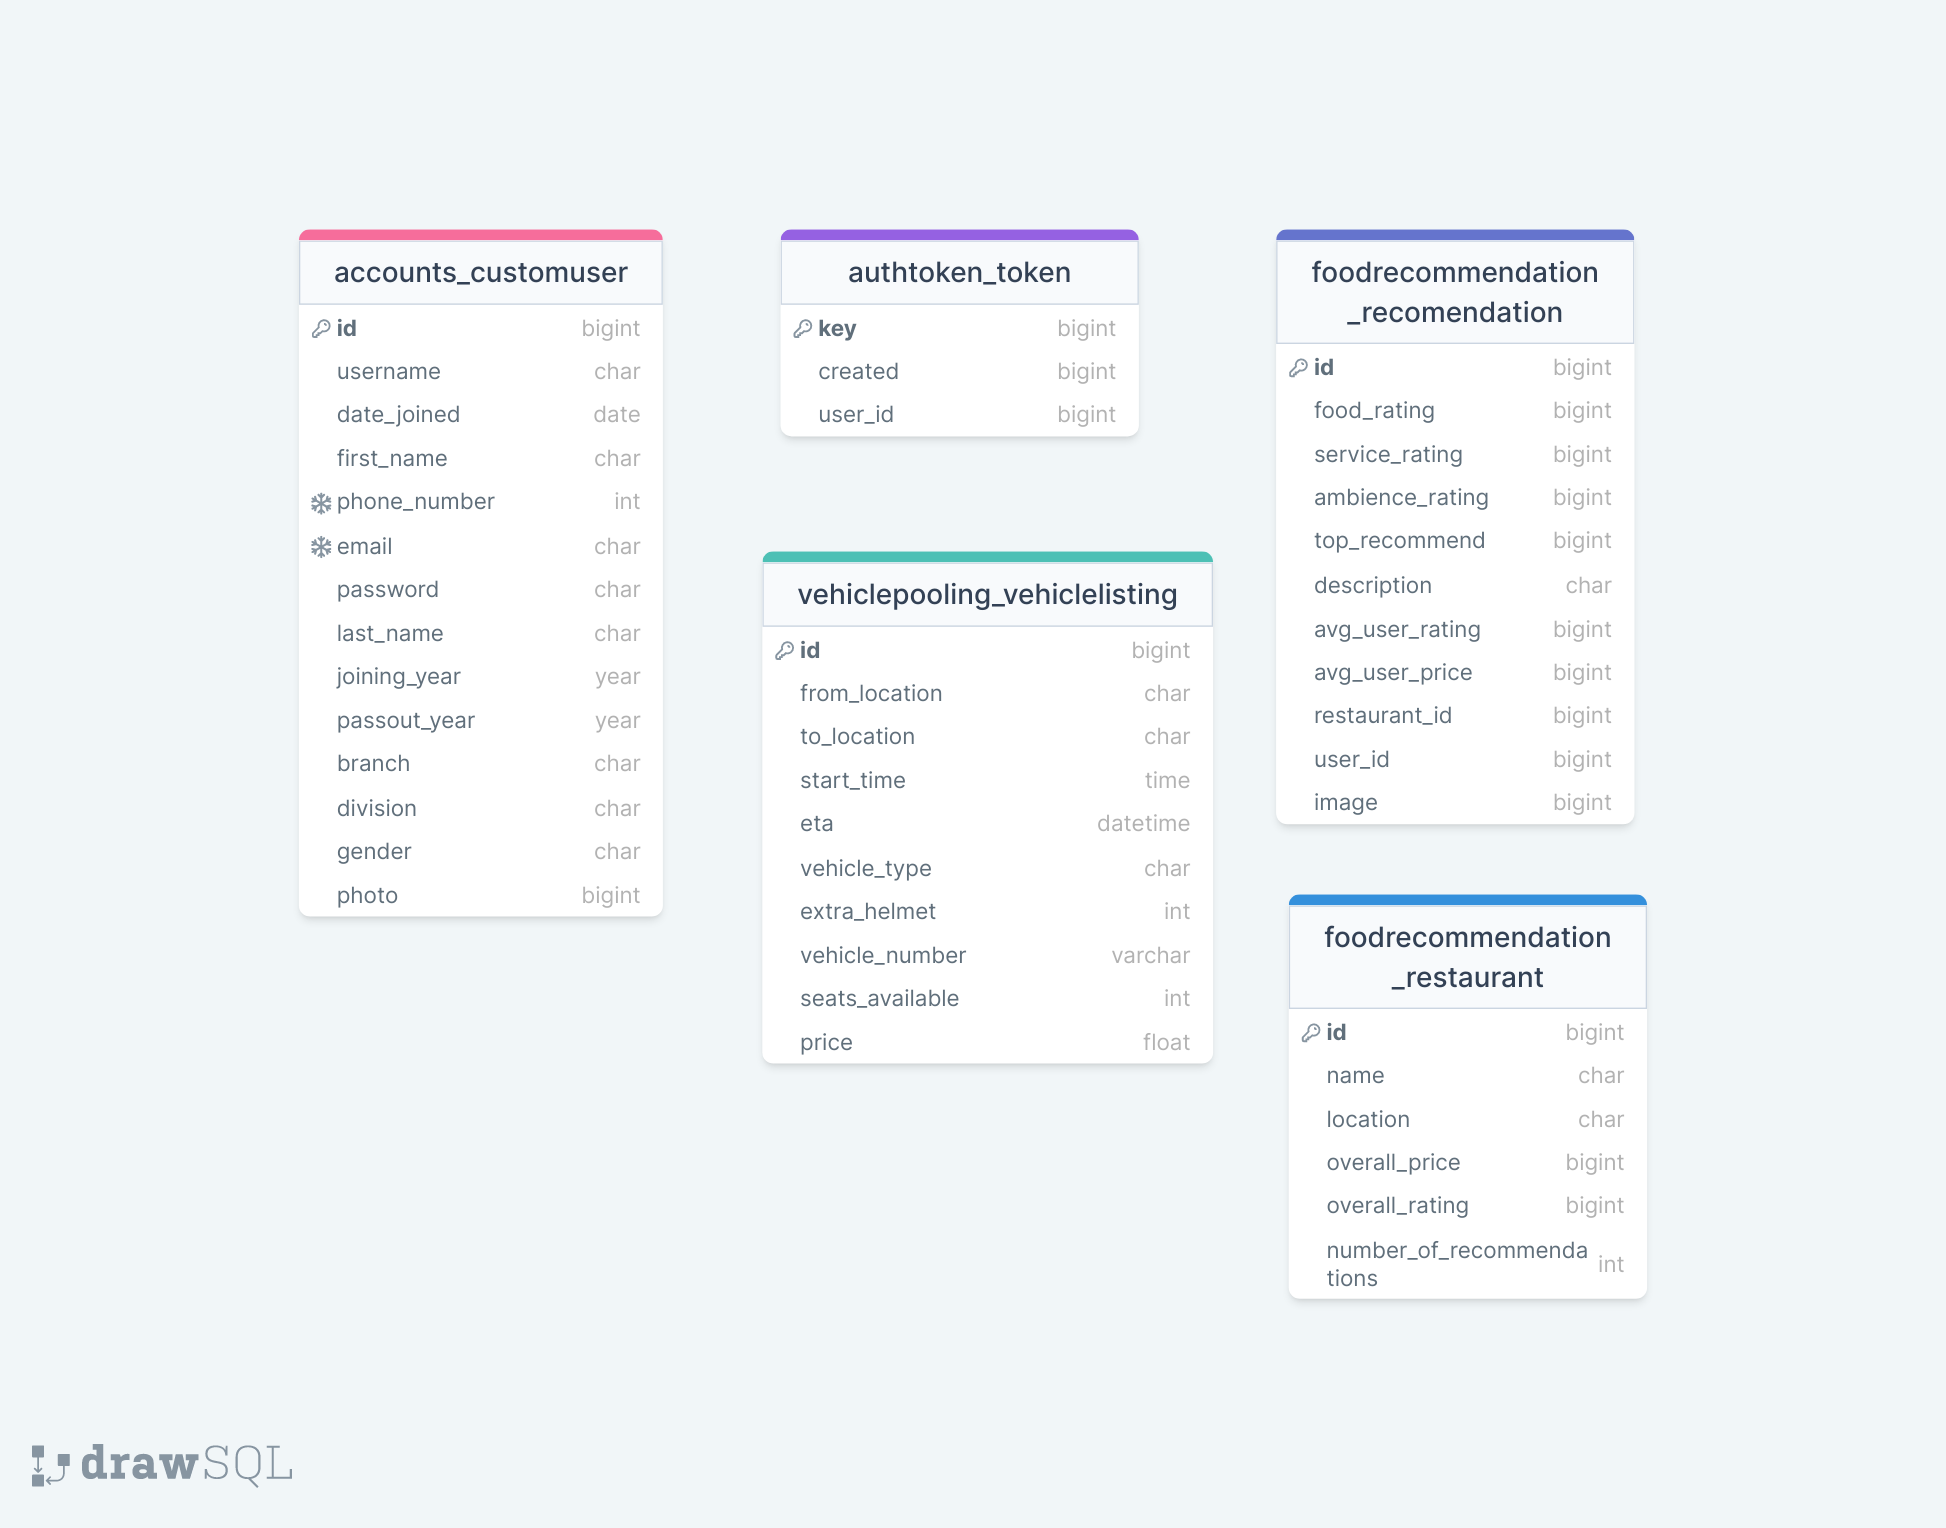 accounts_customuser
id bigint
username char
date_joined date
first_name char
phone_number int
email char
password char
last_name char
joining_year year
passout_year year
branch char
division char
gender char
photo bigint
authtoken_token
key bigint
created bigint
user_id bigint
vehiclepooling_vehiclelisting
id bigint
from_location char
to_location char
start_time time
eta datetime
vehicle_type char
extra_helmet int
vehicle_number varchar
seats_available int
price float
foodrecommendation
_recomendation
id bigint
food_rating bigint
service_rating bigint
ambience_rating bigint
top_recommend bigint
description char
avg_user_rating bigint
avg_user_price bigint
restaurant_id bigint
user_id bigint
image bigint
foodrecommendation
_restaurant
id bigint
name char
location char
overall_price bigint
overall_rating bigint
number_of_recommenda int
tions
drawSQL